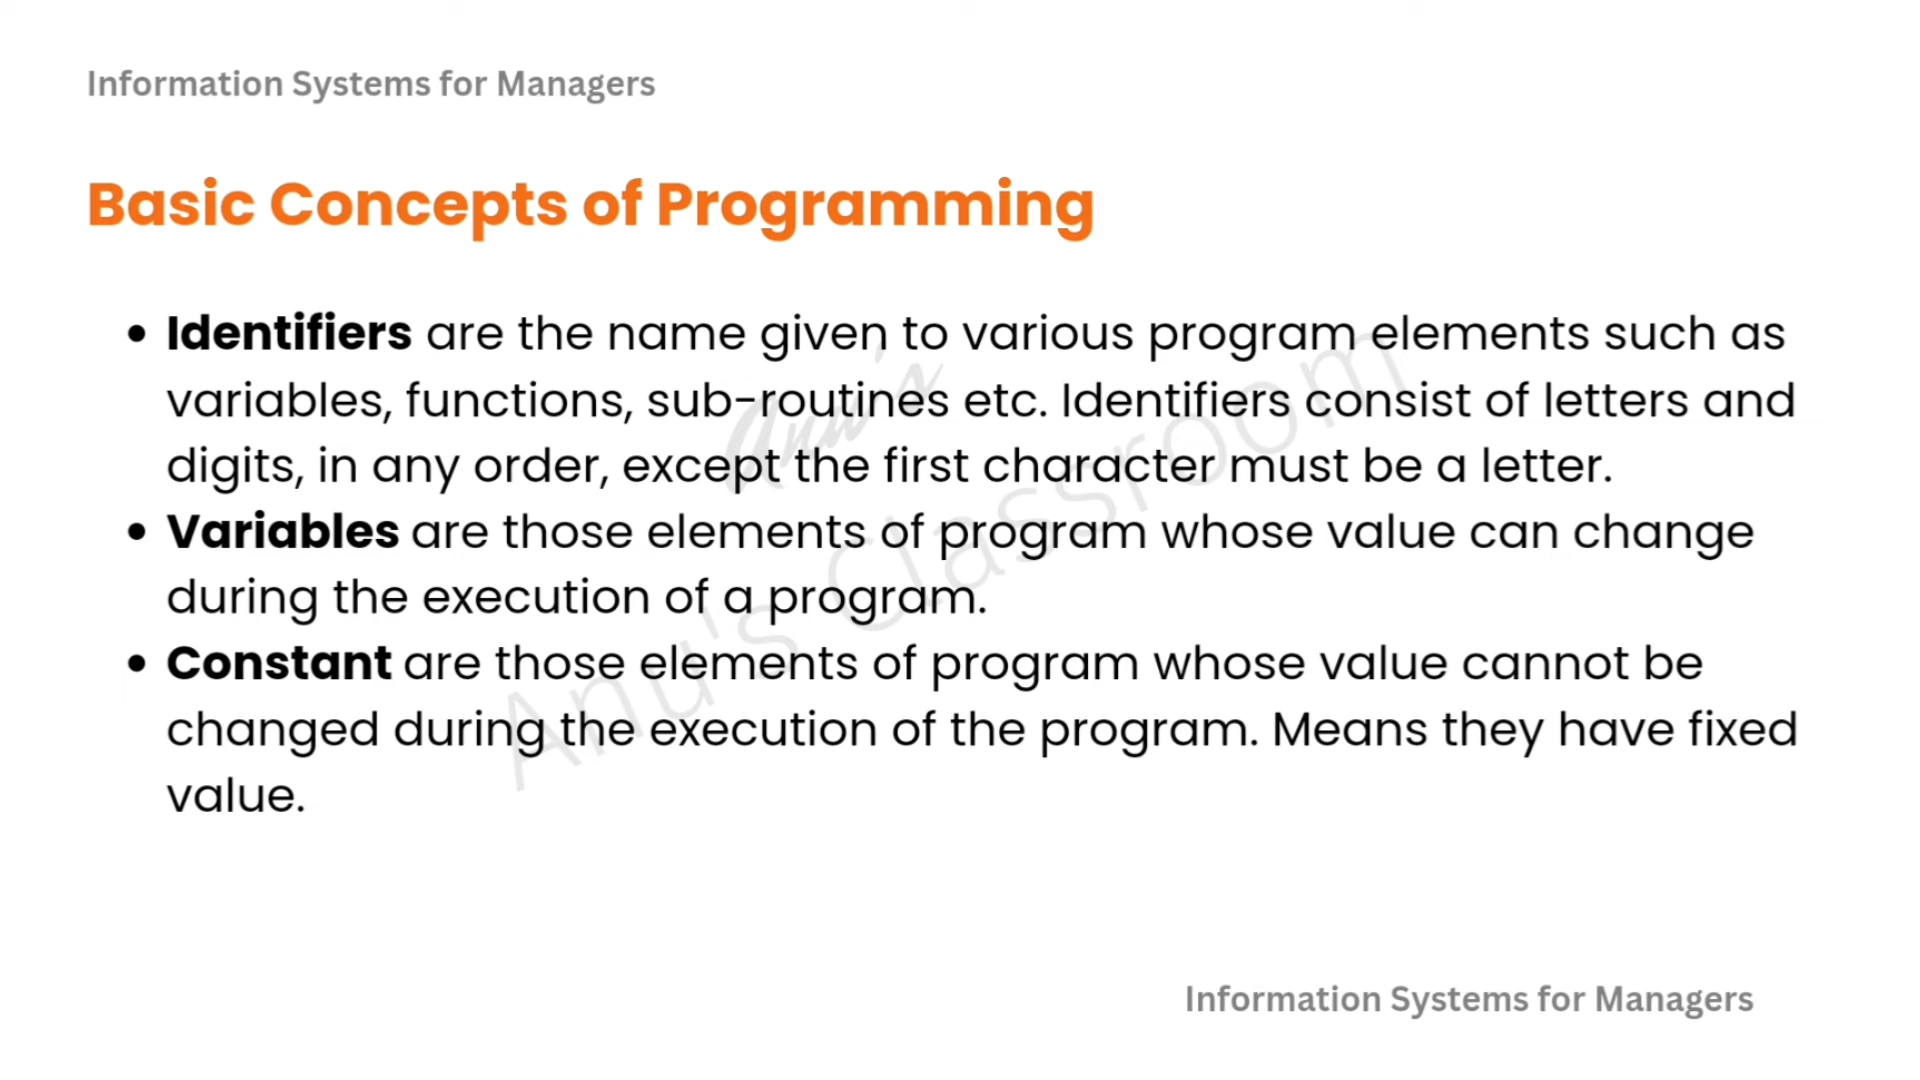 Information Systems for Managers
Basic Concepts of Programming
• Identifiers are the name given to various program elements such as
variables, functions, sub-routines etc. Identifiers consist of letters and
digits, in any order, except the first character must be a letter.
• Variables are those elements of program whose value can change
during the execution of a program.
• Constant are those elements of program whose value cannot be
changed during the execution of the program. Means they have fixed
value.
Anu's
Anu's Classroom
Information Systems for Managers